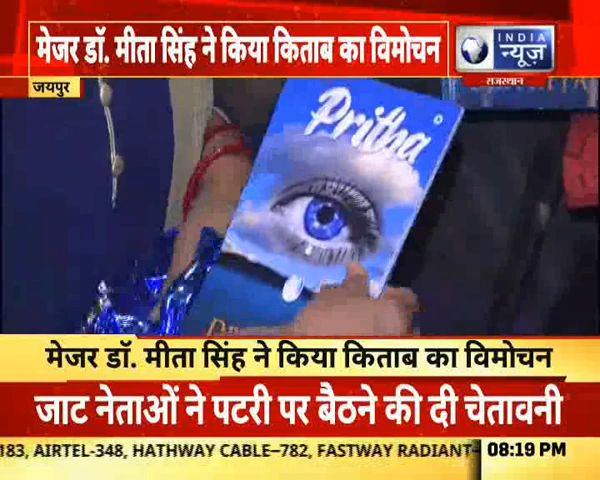 मेजर डॉ. मीता सिंह ने किया किताब का विमोचन
INDIA
न्यूज़
राजस्थान
जयपुर
Pritha
मेजर डॉ. मीता सिंह ने किया किताब का विमोचन
जाट नेताओं ने पटरी पर बैठने की दी चेतावनी
183, AIRTEL-348, HATHWAY CABLE–782, FASTWAY RADIANT-
08:19 PM